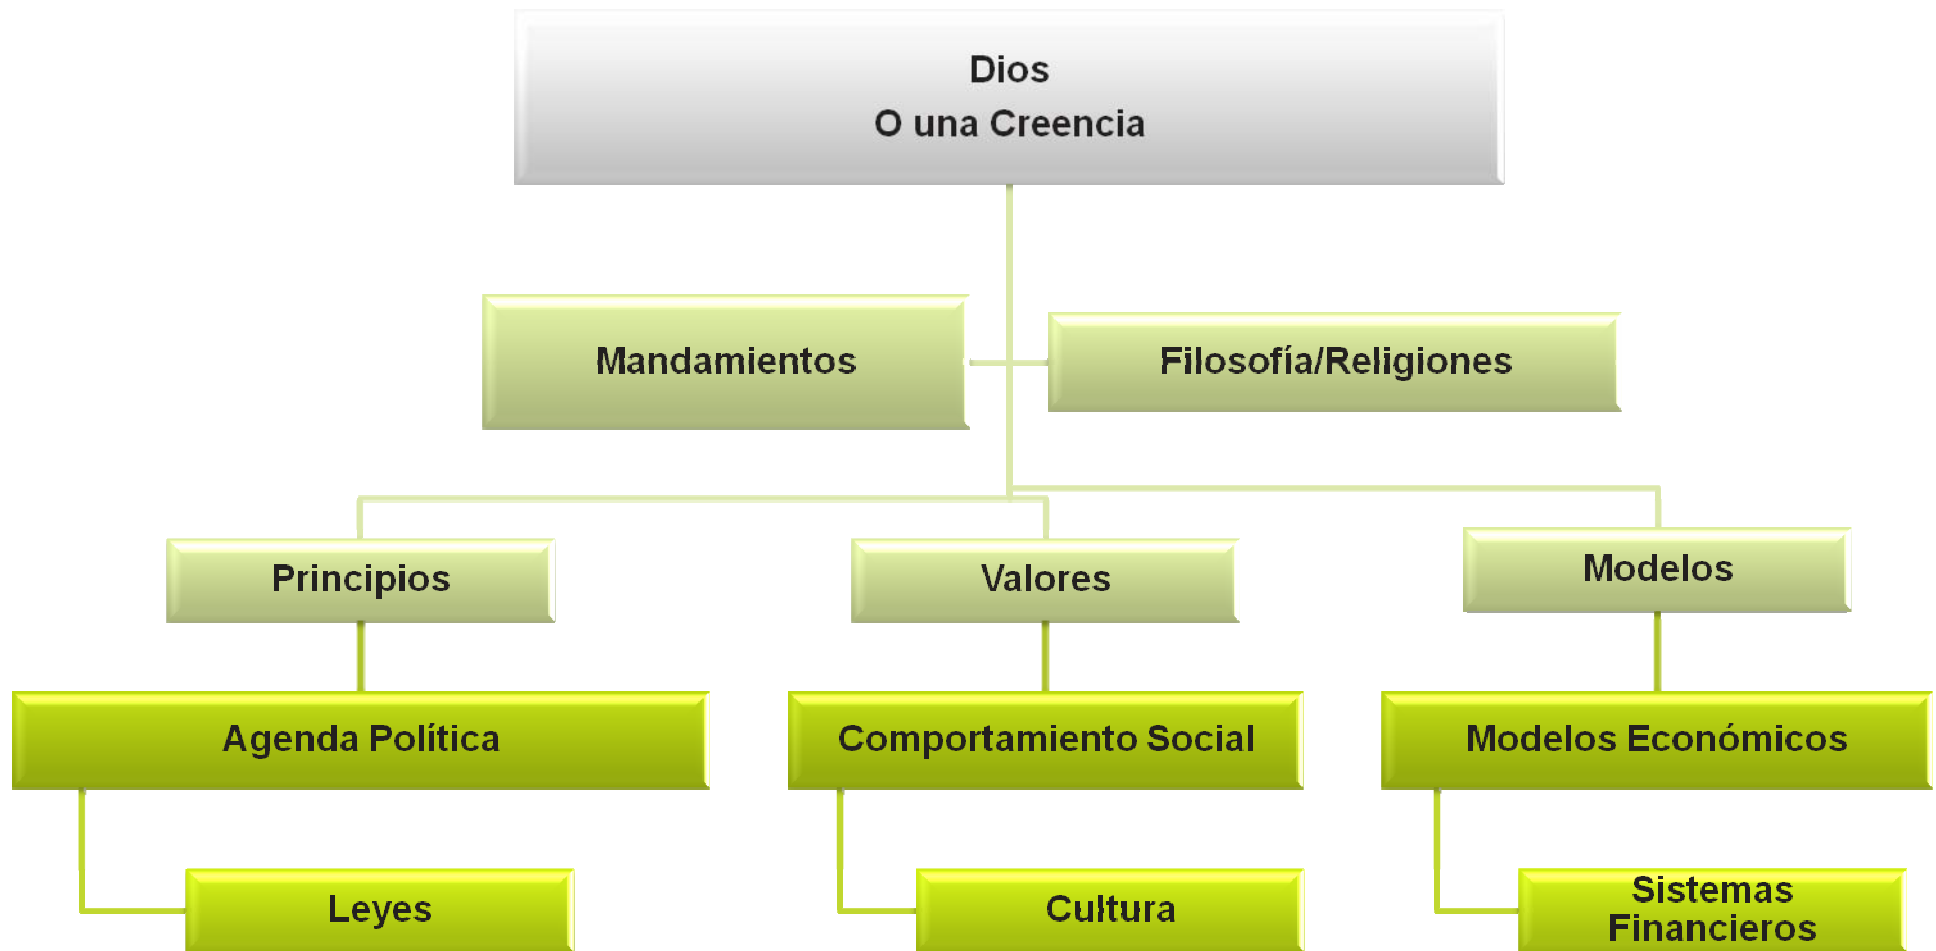 Dios
O una Creencia
Mandamientos
Filosofía/Religiones
Principios
Valores
Modelos
Agenda Política
Comportamiento Social
Modelos Económicos
Leyes
Cultura
Sistemas
Financieros